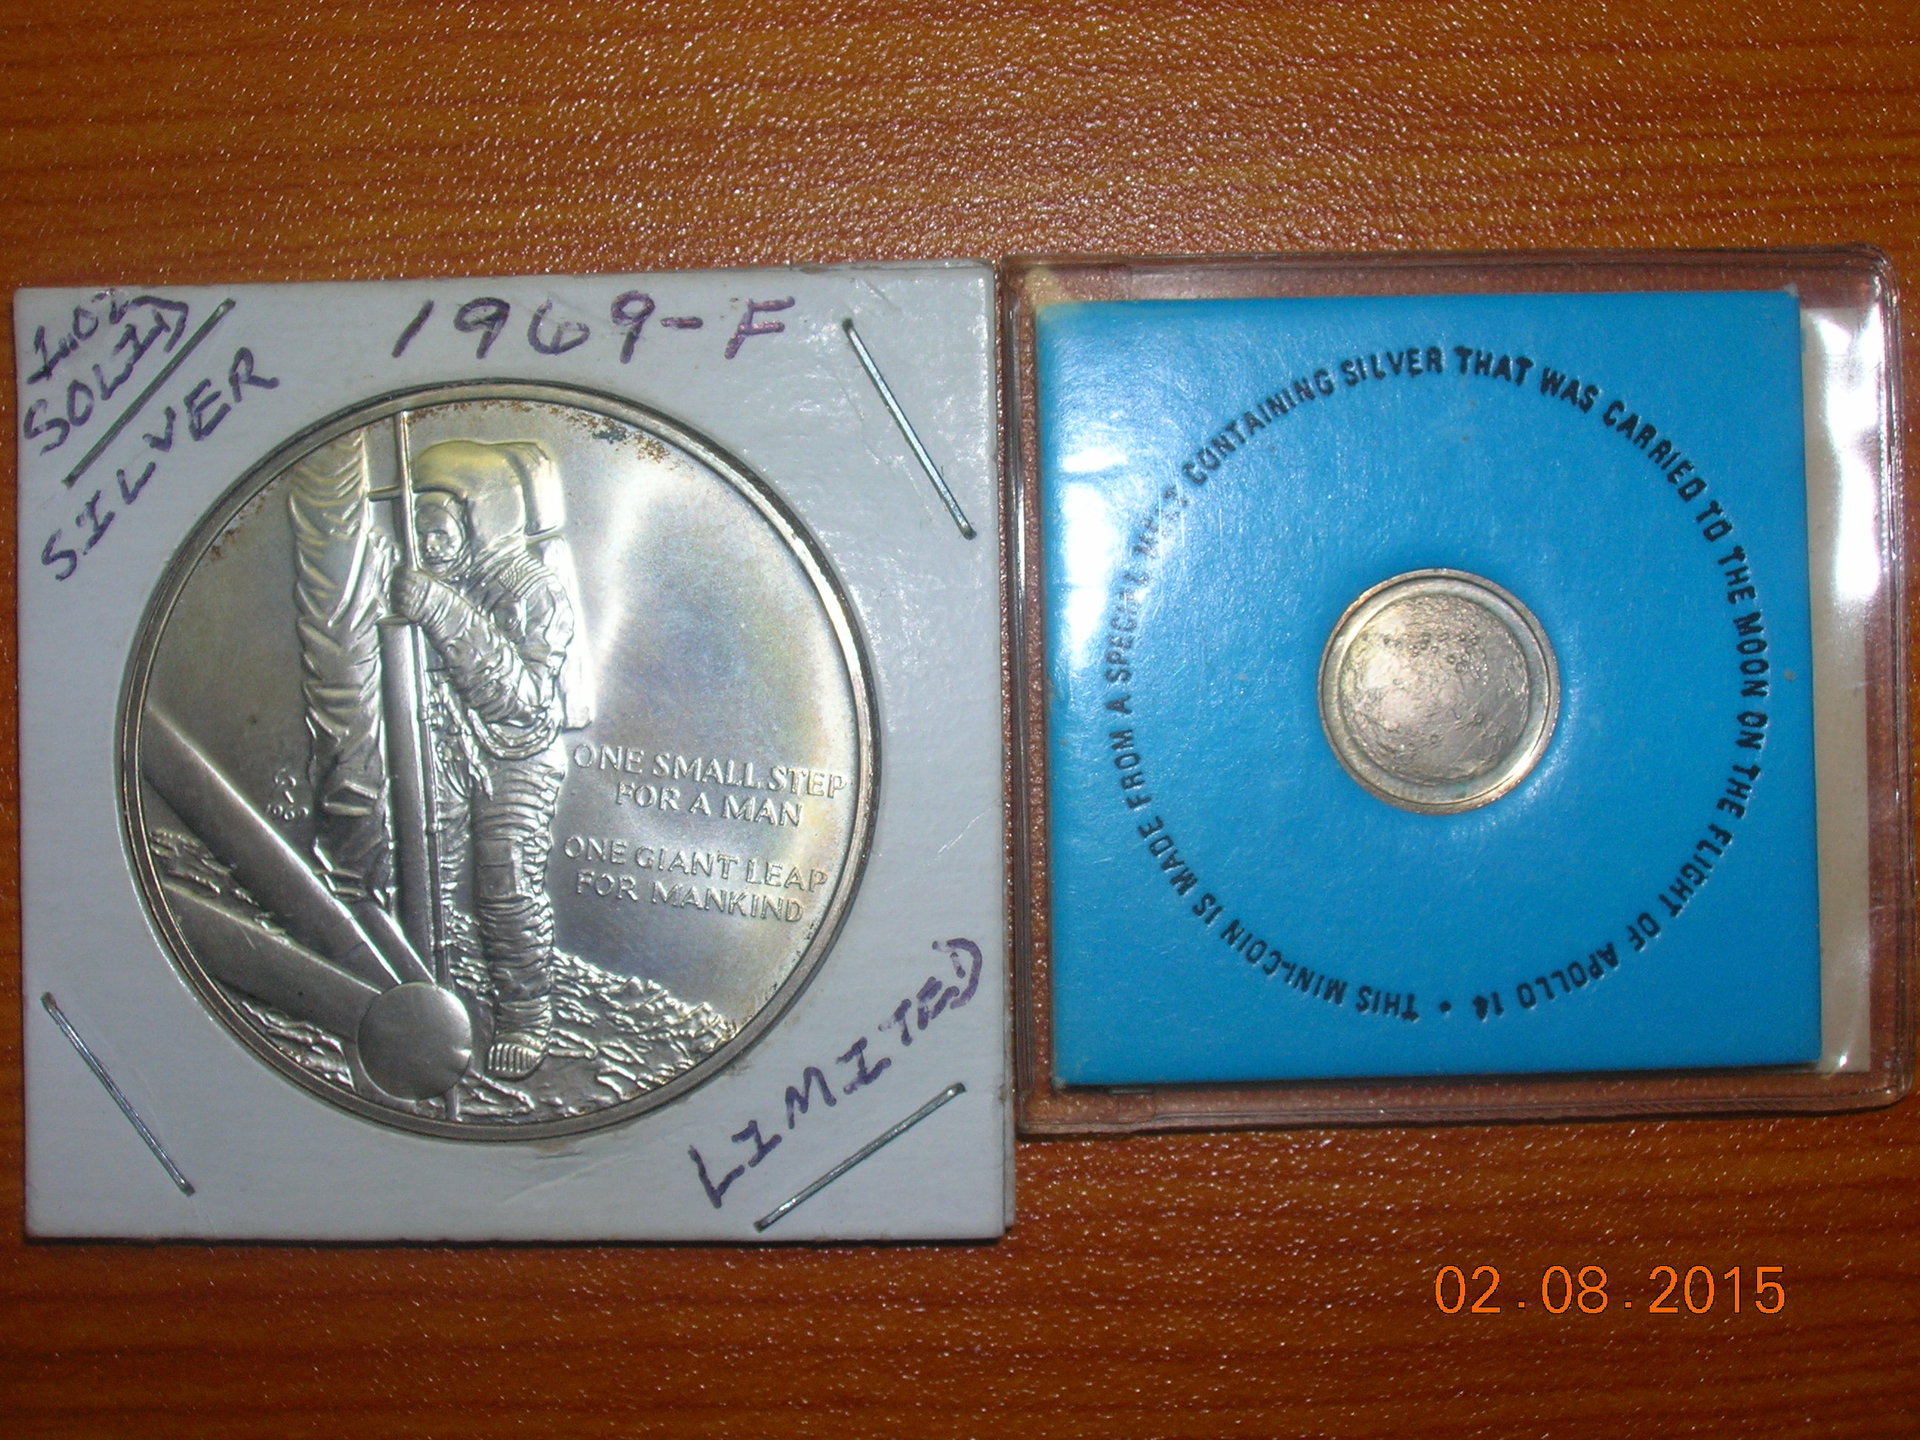 1969-F
1.OZ
SOLID
SILVER
ONE SMALL STEP
FOR A MAN
ONE GIANT LEAP
FOR MANKIND
LIMITED
• THIS MINI-COIN IS MADE FROM A SPECIAL CONTAINING SILVER THAT WAS CARRIED TO THE MOON ON THE FLIGHT OF APOLLO 14
02.08.2015